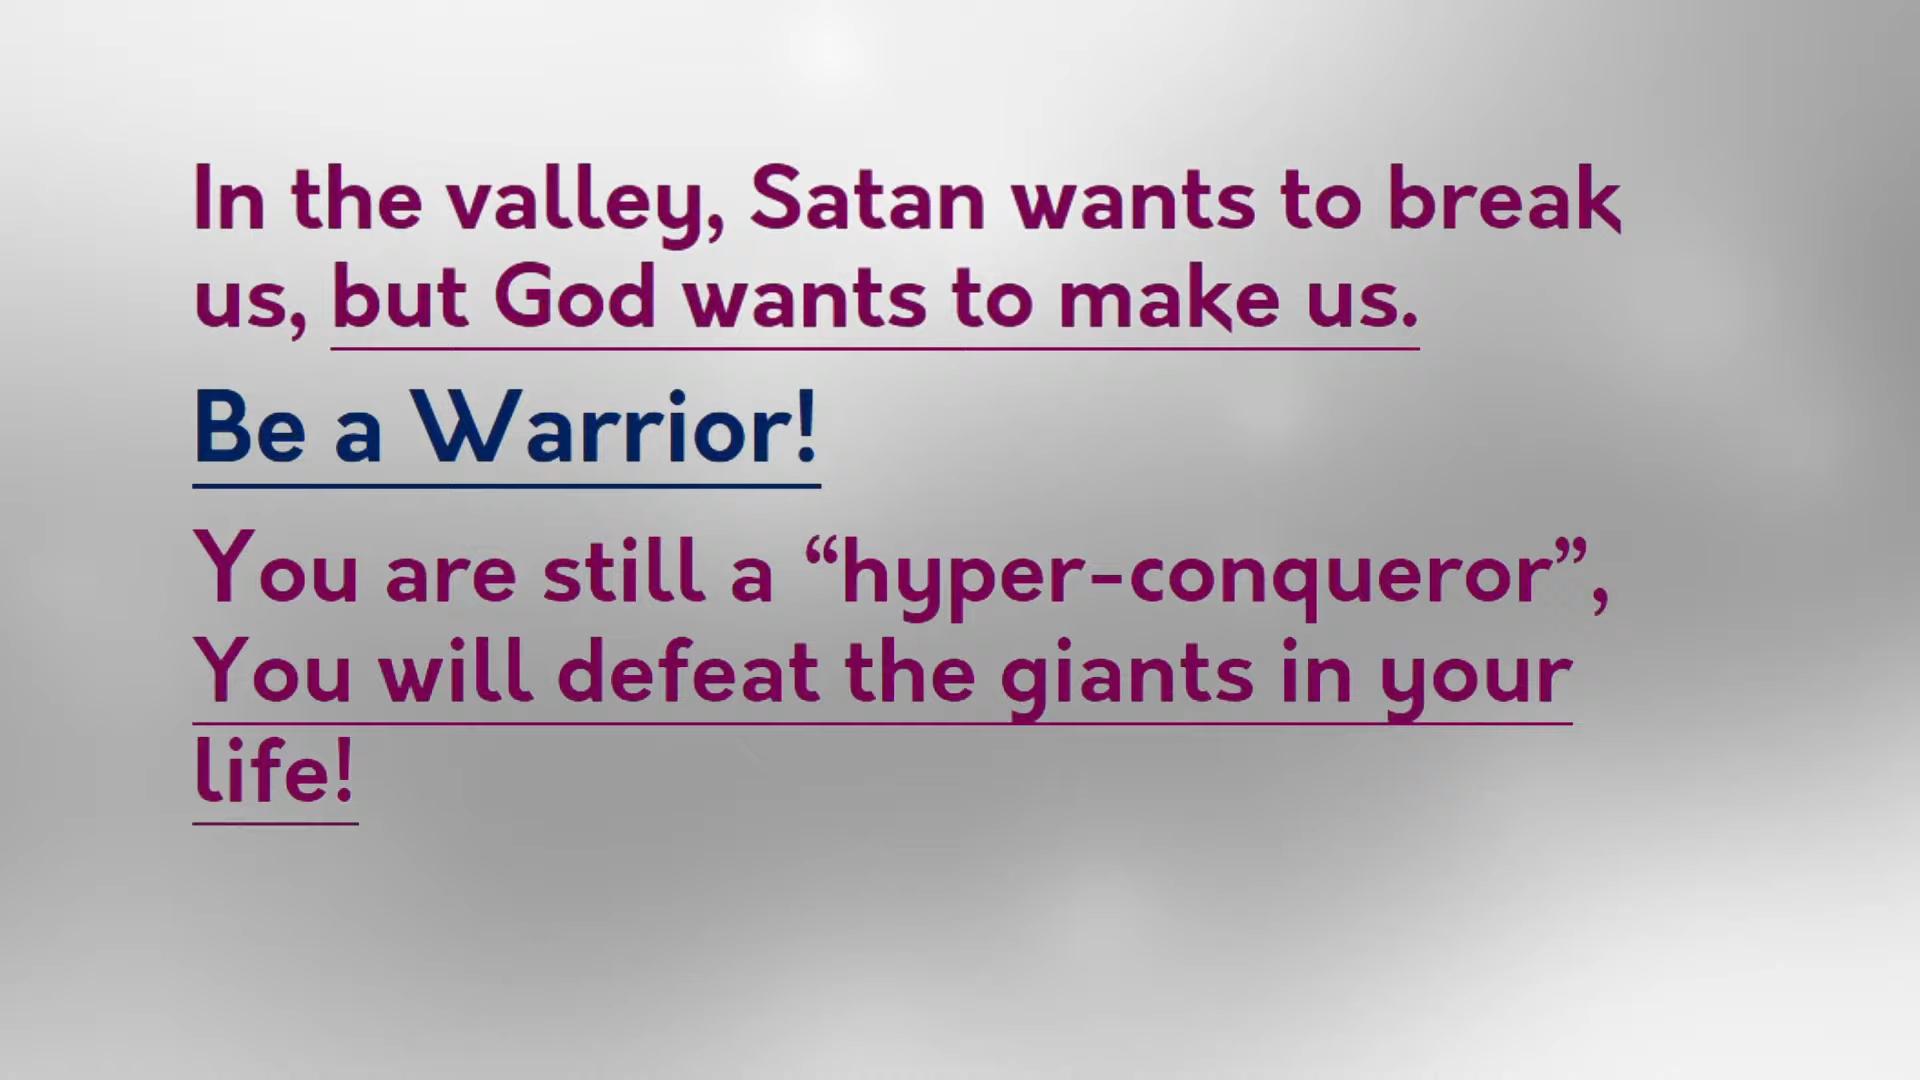 In the valley, Satan wants to break
us, but God wants to make us.
Be a Warrior!
You are still a “hyper-conqueror”,
You will defeat the giants in your
life!